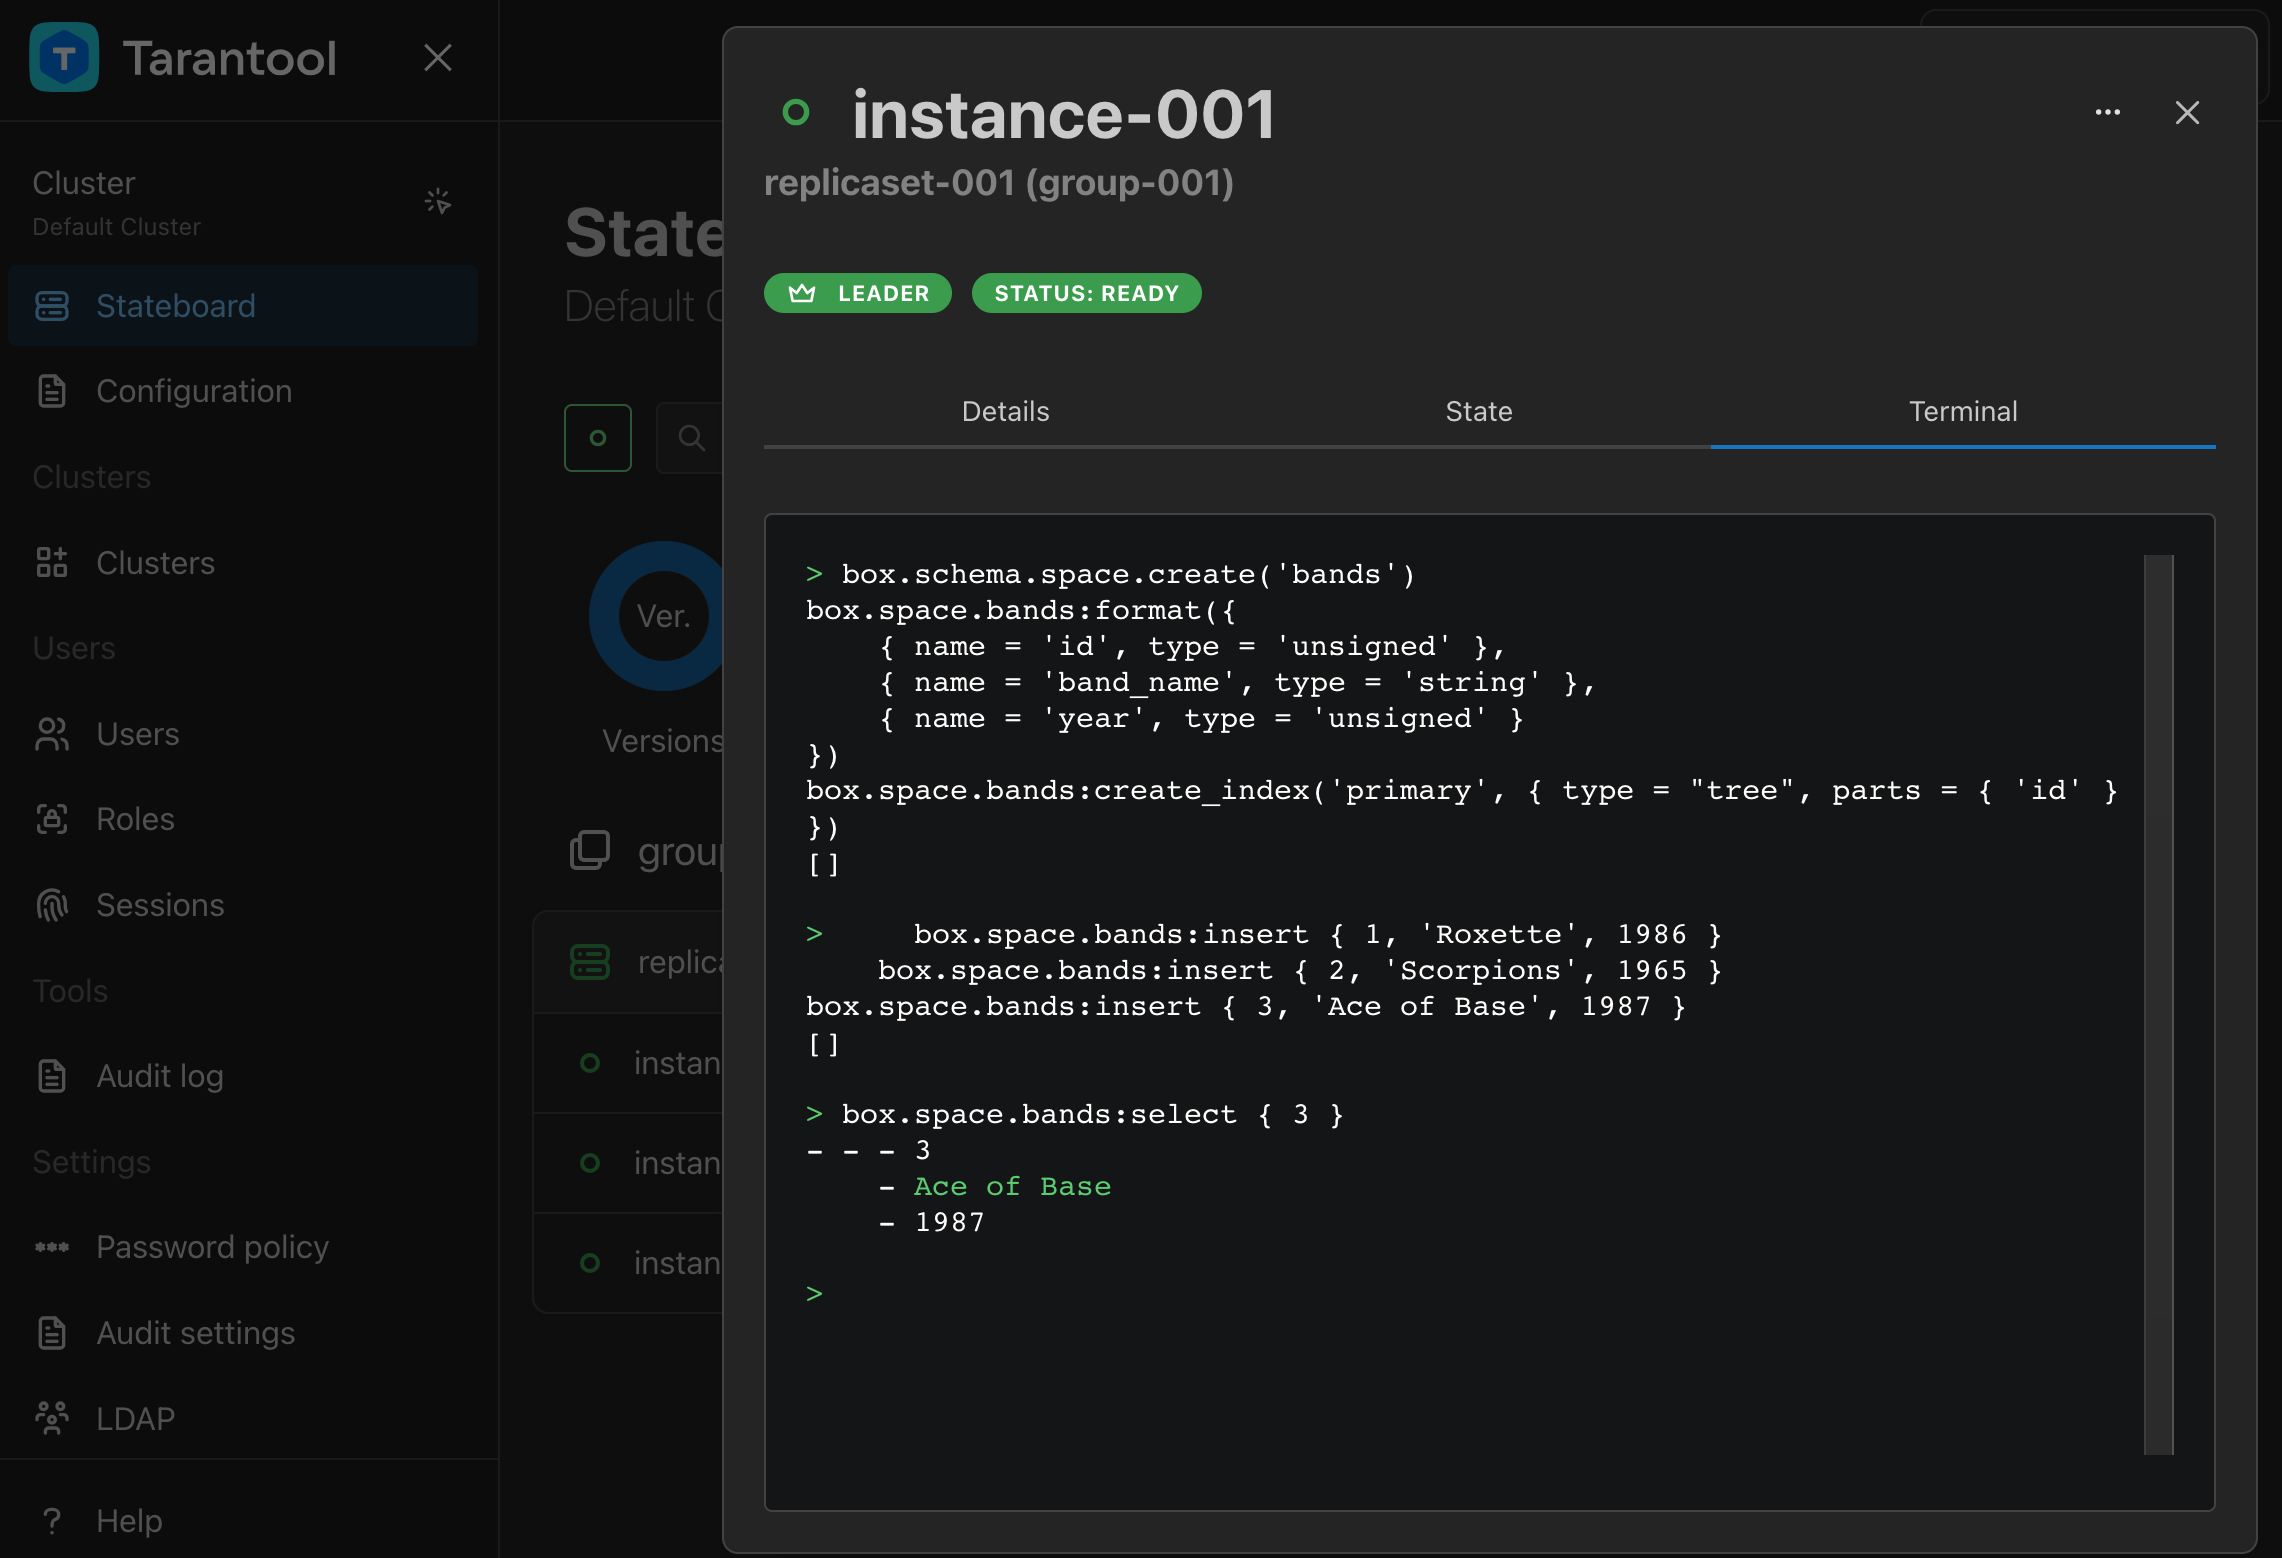 Tarantool
Cluster
Default Cluster
Stateboard
Configuration
Clusters
Clusters
Users
Users
Roles
Sessions
Tools
Audit log
Settings
Password policy
Audit settings
LDAP
Help
State
Default C
Ver.
Versions
group
replica
instan
instan
instan
instance-001
replicaset-001 (group-001)
LEADER
STATUS: READY
Details
State
Terminal
> box.schema.space.create('bands')
box.space.bands:format({
    { name = 'id', type = 'unsigned' },
    { name = 'band_name', type = 'string' },
    { name = 'year', type = 'unsigned' }
})
box.space.bands:create_index('primary', { type = "tree", parts = { 'id' }
})
[]
>     box.space.bands:insert { 1, 'Roxette', 1986 }
    box.space.bands:insert { 2, 'Scorpions', 1965 }
box.space.bands:insert { 3, 'Ace of Base', 1987 }
[]
> box.space.bands:select { 3 }
- - - 3
    - Ace of Base
    - 1987
>